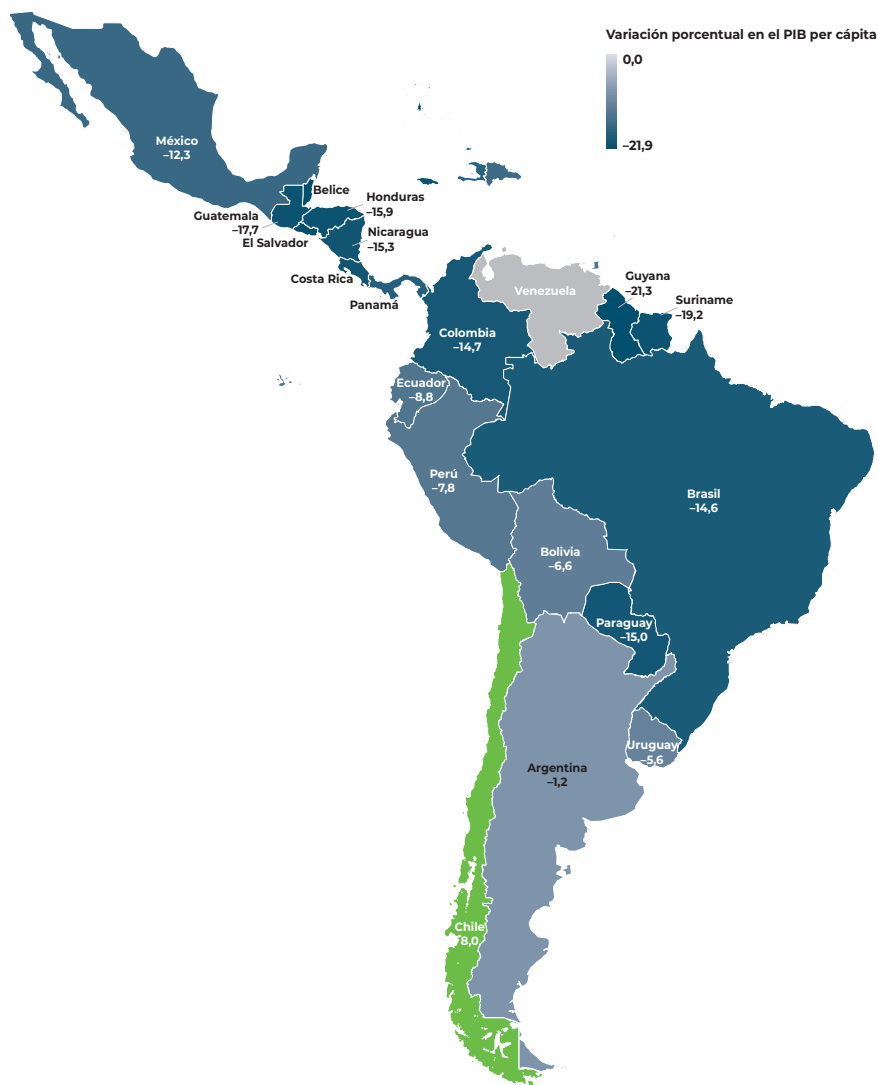 Variación porcentual en el PIB per cápita
0,0
–21,9
México
–12,3
Belice
Honduras
–15,9
Guatemala
–17,7
Nicaragua
–15,3
El Salvador
Costa Rica
Panamá
Venezuela
Guyana
–21,3
Suriname
–19,2
Colombia
–14,7
Ecuador
–8,8
Perú
–7,8
Brasil
–14,6
Bolivia
–6,6
Paraguay
–15,0
Uruguay
–5,6
Argentina
–1,2
Chile
8,0